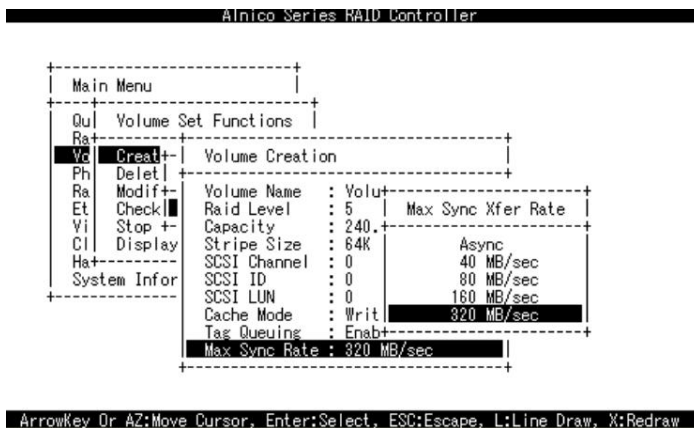 Alnico Series RAID Controller
Main Menu
Qu Volume Set Functions
Ra
Vo Creat Volume Creation
Ph Delet
Ra Modif Volume Name : Volu
Et Check Raid Level : 5 Max Sync Xfer Rate
Vi Stop Capacity : 240.
Cl Display Stripe Size : 64K Async
Ha SCSI Channel : 0 40 MB/sec
System Infor SCSI ID : 0 80 MB/sec
SCSI LUN : 0 160 MB/sec
Cache Mode : Writ 320 MB/sec
Tag Queuing : Enab
Max Sync Rate : 320 MB/sec
ArrowKey Or AZ:Move Cursor, Enter:Select, ESC:Escape, L:Line Draw, X:Redraw